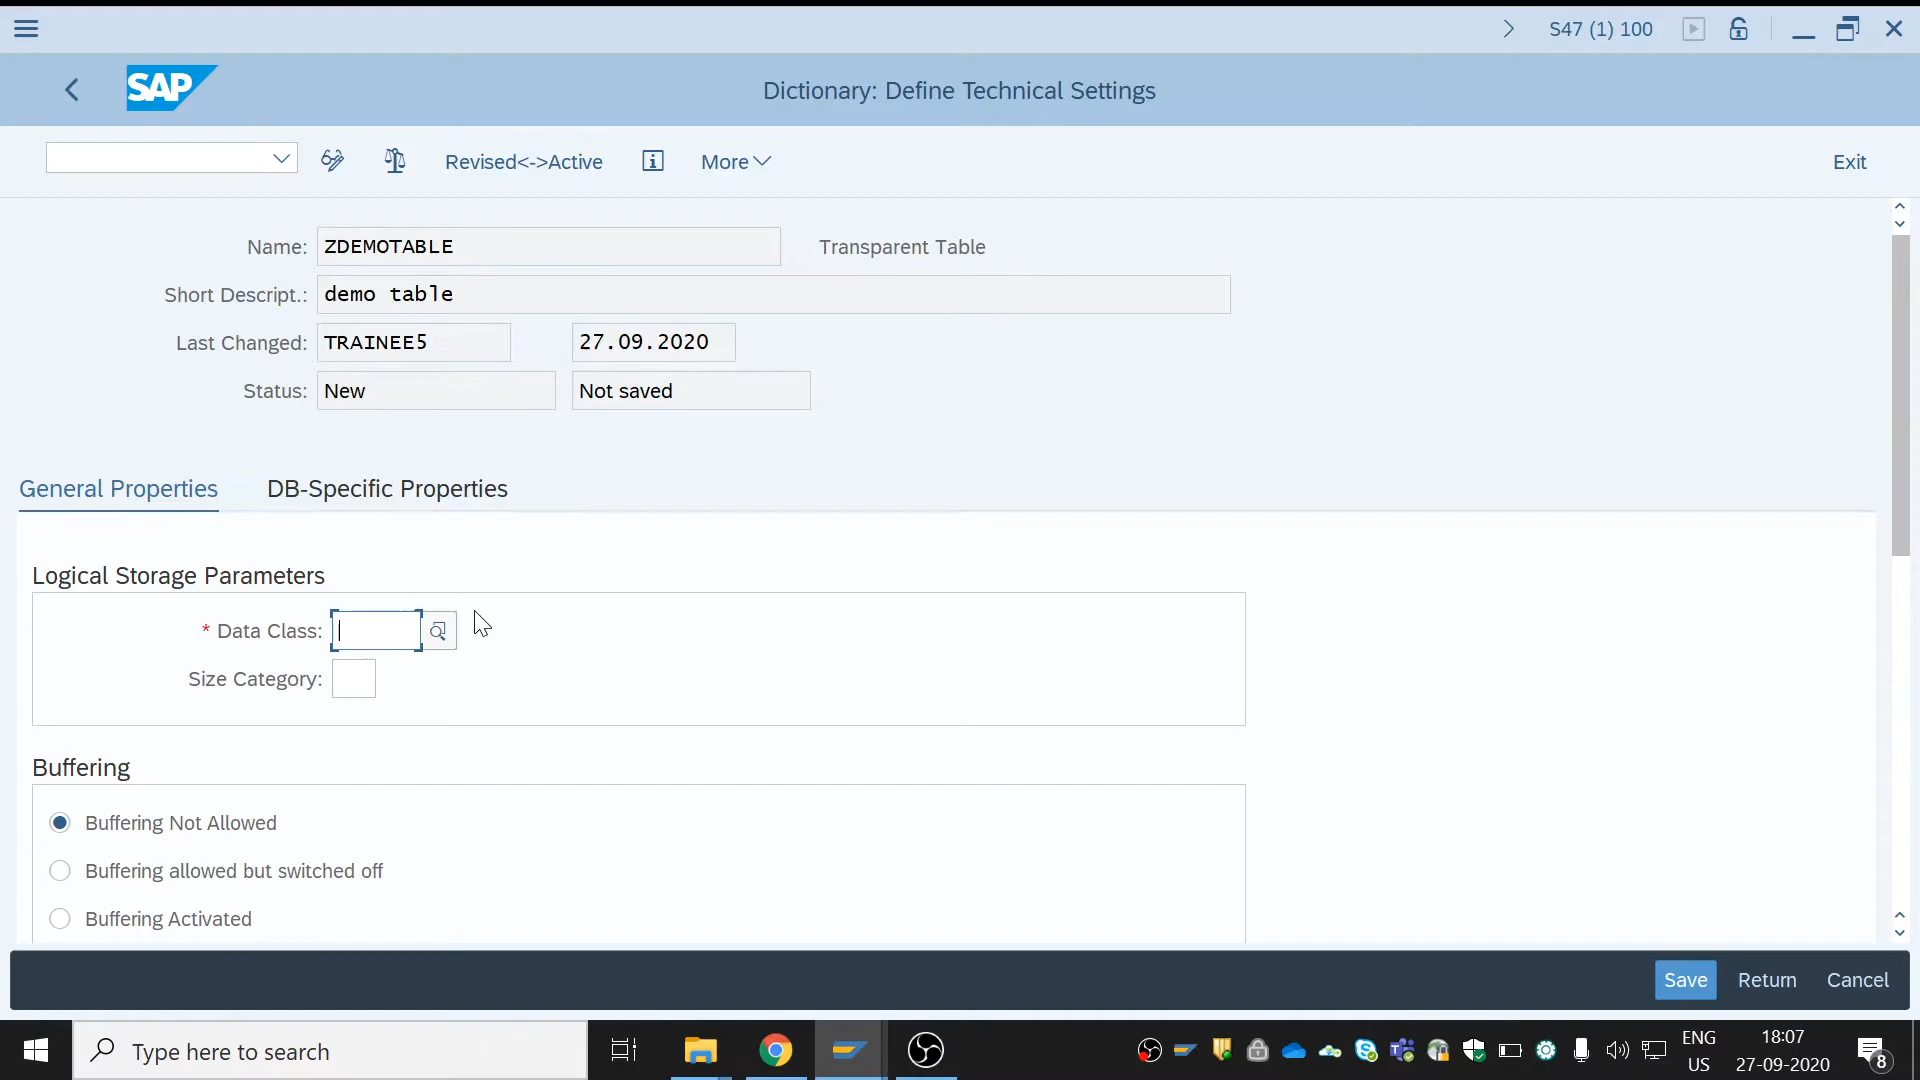 S47 (1) 100
SAP
Dictionary: Define Technical Settings
Revised<->Active
More
Exit
Name: ZDEMOTABLE Transparent Table
Short Descript.: demo table
Last Changed: TRAINEE5 27.09.2020
Status: New Not saved
General Properties DB-Specific Properties
Logical Storage Parameters
* Data Class:
Size Category:
Buffering
Buffering Not Allowed
Buffering allowed but switched off
Buffering Activated
Save Return Cancel
Type here to search
ENG
US
18:07
27-09-2020
8